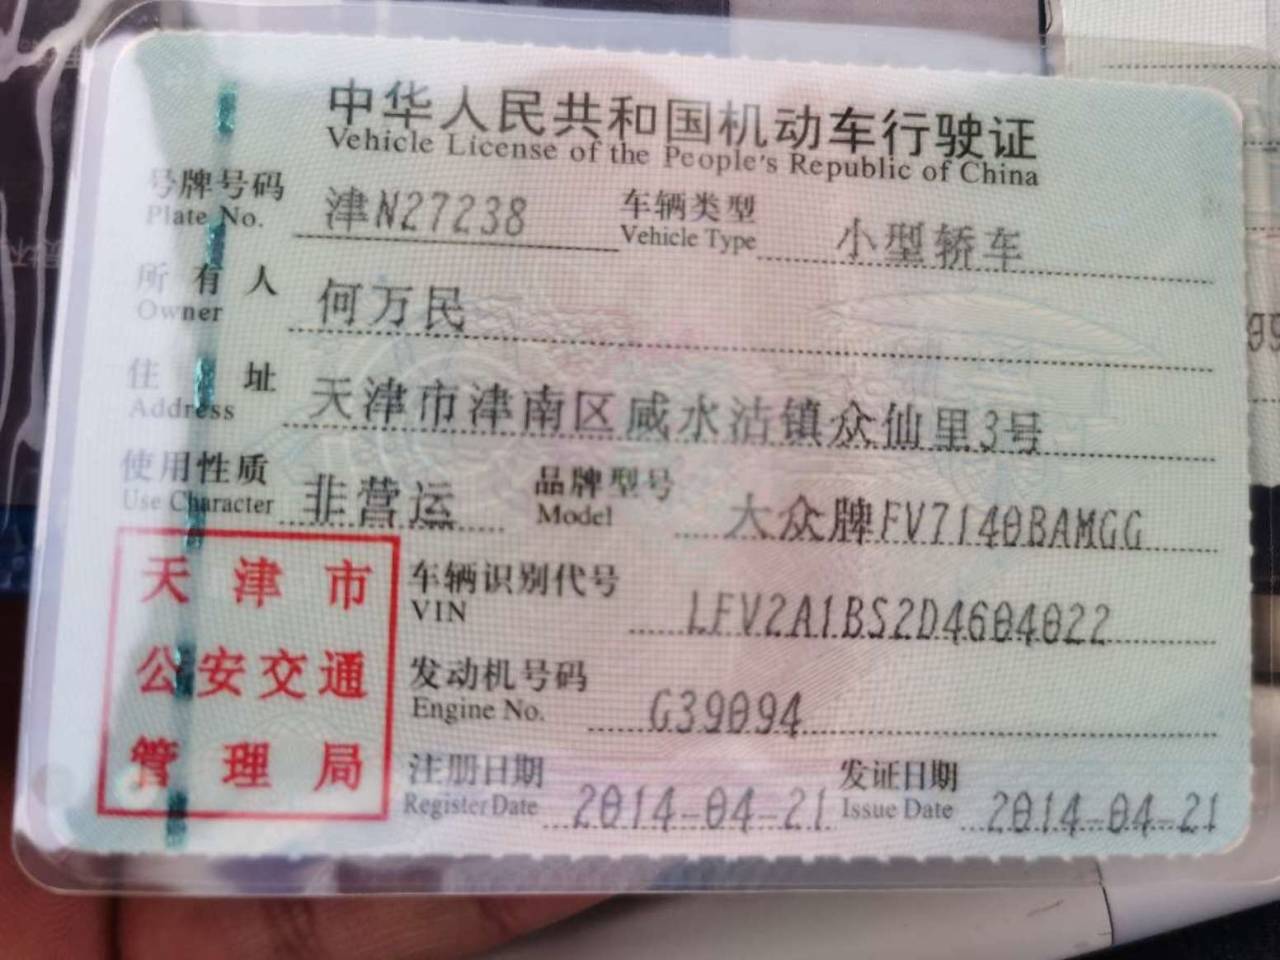 中华人民共和国机动车行驶证
Vehicle License of the People's Republic of China
号牌号码 津N27238 车辆类型 小型轿车
Plate No. Vehicle Type
所有人 何万民
Owner
住址 天津市津南区咸水沽镇众仙里3号
Address
使用性质 非营运 品牌型号 大众牌FV7140BAMGG
Use Character Model
天津市
公安交通
管理局
车辆识别代号 LFV2A1BS2D4604022
VIN
发动机号码 G39094
Engine No.
注册日期 2014-04-21 发证日期 2014-04-21
Register Date Issue Date